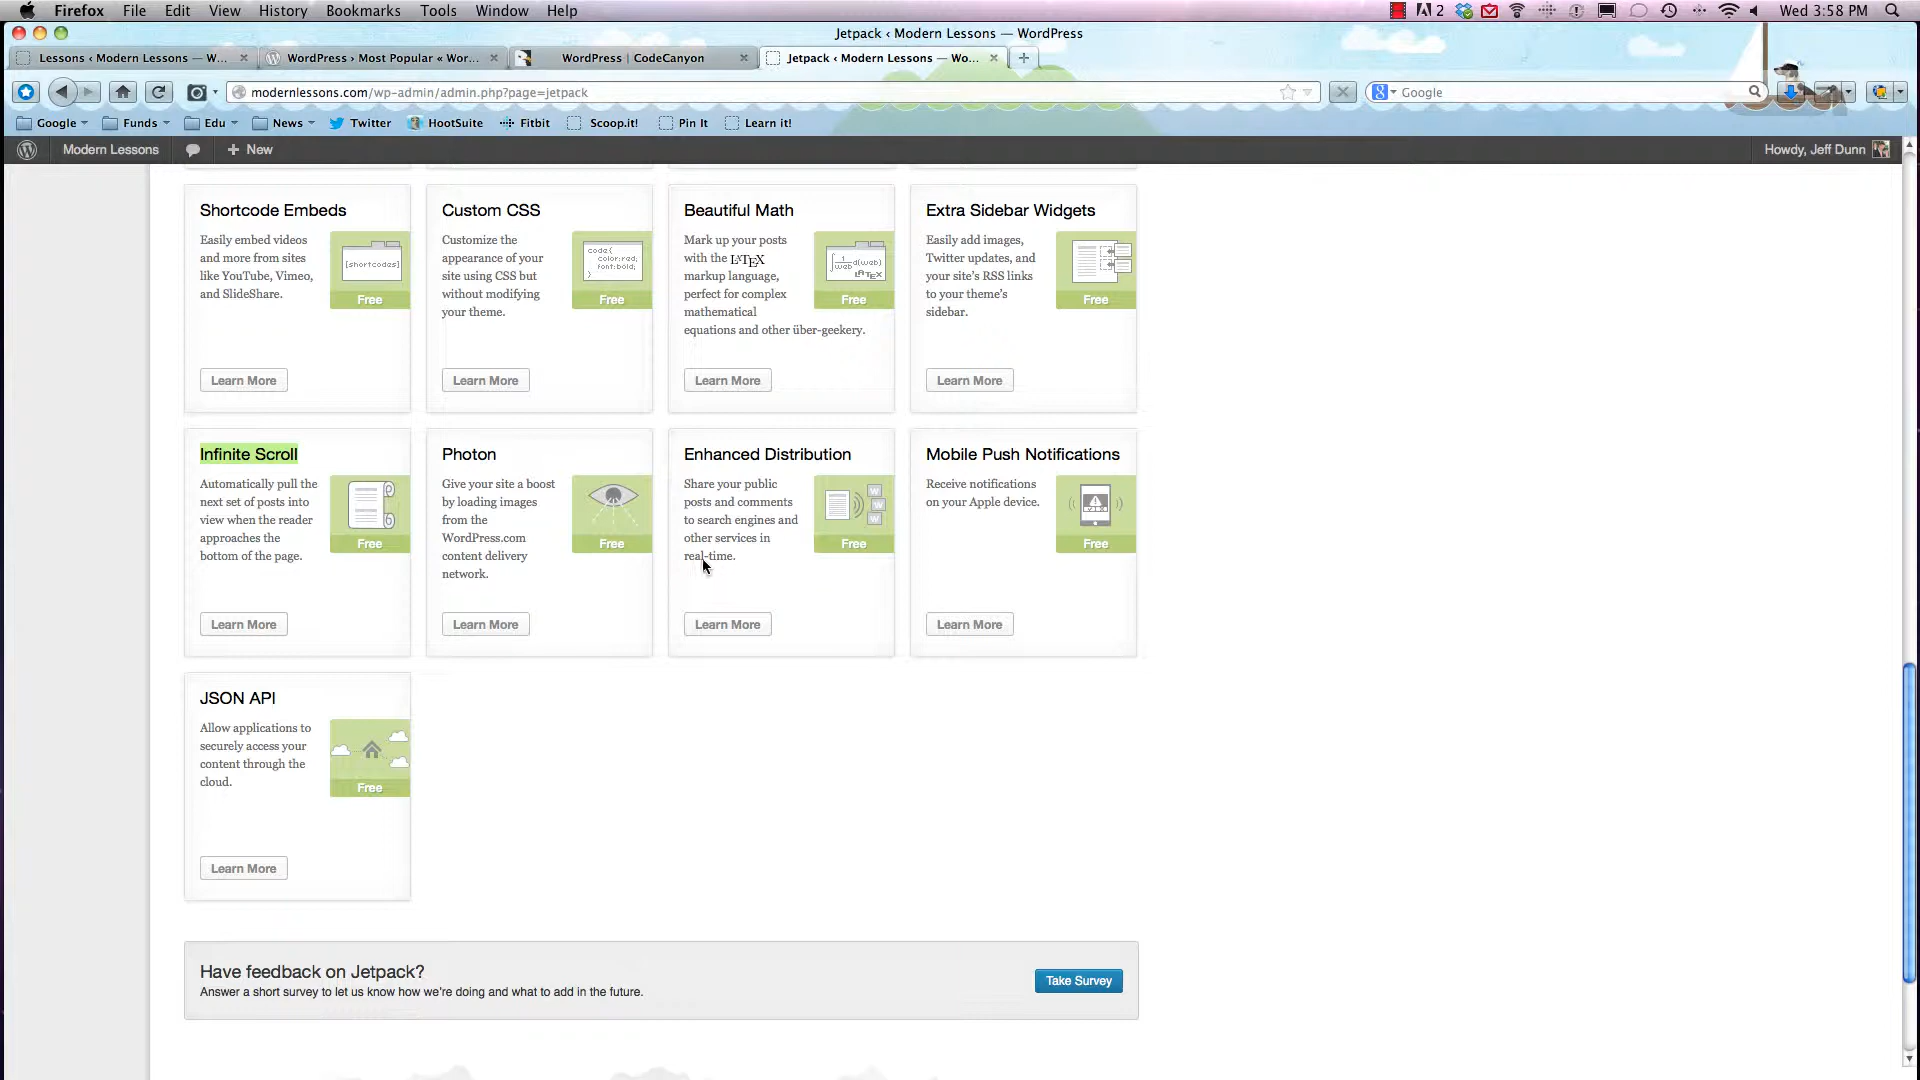 Firefox File Edit View History Bookmarks Tools Window Help 2 Wed 3:58 PM
Jetpack ‹ Modern Lessons — WordPress
Lessons ‹ Modern Lessons — W... WordPress › Most Popular « Wor... WordPress | CodeCanyon Jetpack ‹ Modern Lessons — Wo...
modernlessons.com/wp-admin/admin.php?page=jetpack Google
Google Funds Edu News Twitter HootSuite Fitbit Scoop.it! Pin It Learn it!
Modern Lessons + New Howdy, Jeff Dunn
Shortcode Embeds
Easily embed videos
and more from sites
like YouTube, Vimeo,
and SlideShare.
[shortcodes]
Free
Learn More
Custom CSS
Customize the
appearance of your
site using CSS but
without modifying
your theme.
code{
color:red;
font:bold;
}
Free
Learn More
Beautiful Math
Mark up your posts
with the LATEX
markup language,
perfect for complex
mathematical
equations and other über-geekery.
LATEX
Free
Learn More
Extra Sidebar Widgets
Easily add images,
Twitter updates, and
your site's RSS links
to your theme's
sidebar.
Free
Learn More
Infinite Scroll
Automatically pull the
next set of posts into
view when the reader
approaches the
bottom of the page.
Free
Learn More
Photon
Give your site a boost
by loading images
from the
WordPress.com
content delivery
network.
Free
Learn More
Enhanced Distribution
Share your public
posts and comments
to search engines and
other services in
real-time.
W
W
W
Free
Learn More
Mobile Push Notifications
Receive notifications
on your Apple device.
Free
Learn More
JSON API
Allow applications to
securely access your
content through the
cloud.
Free
Learn More
Have feedback on Jetpack?
Answer a short survey to let us know how we're doing and what to add in the future.
Take Survey